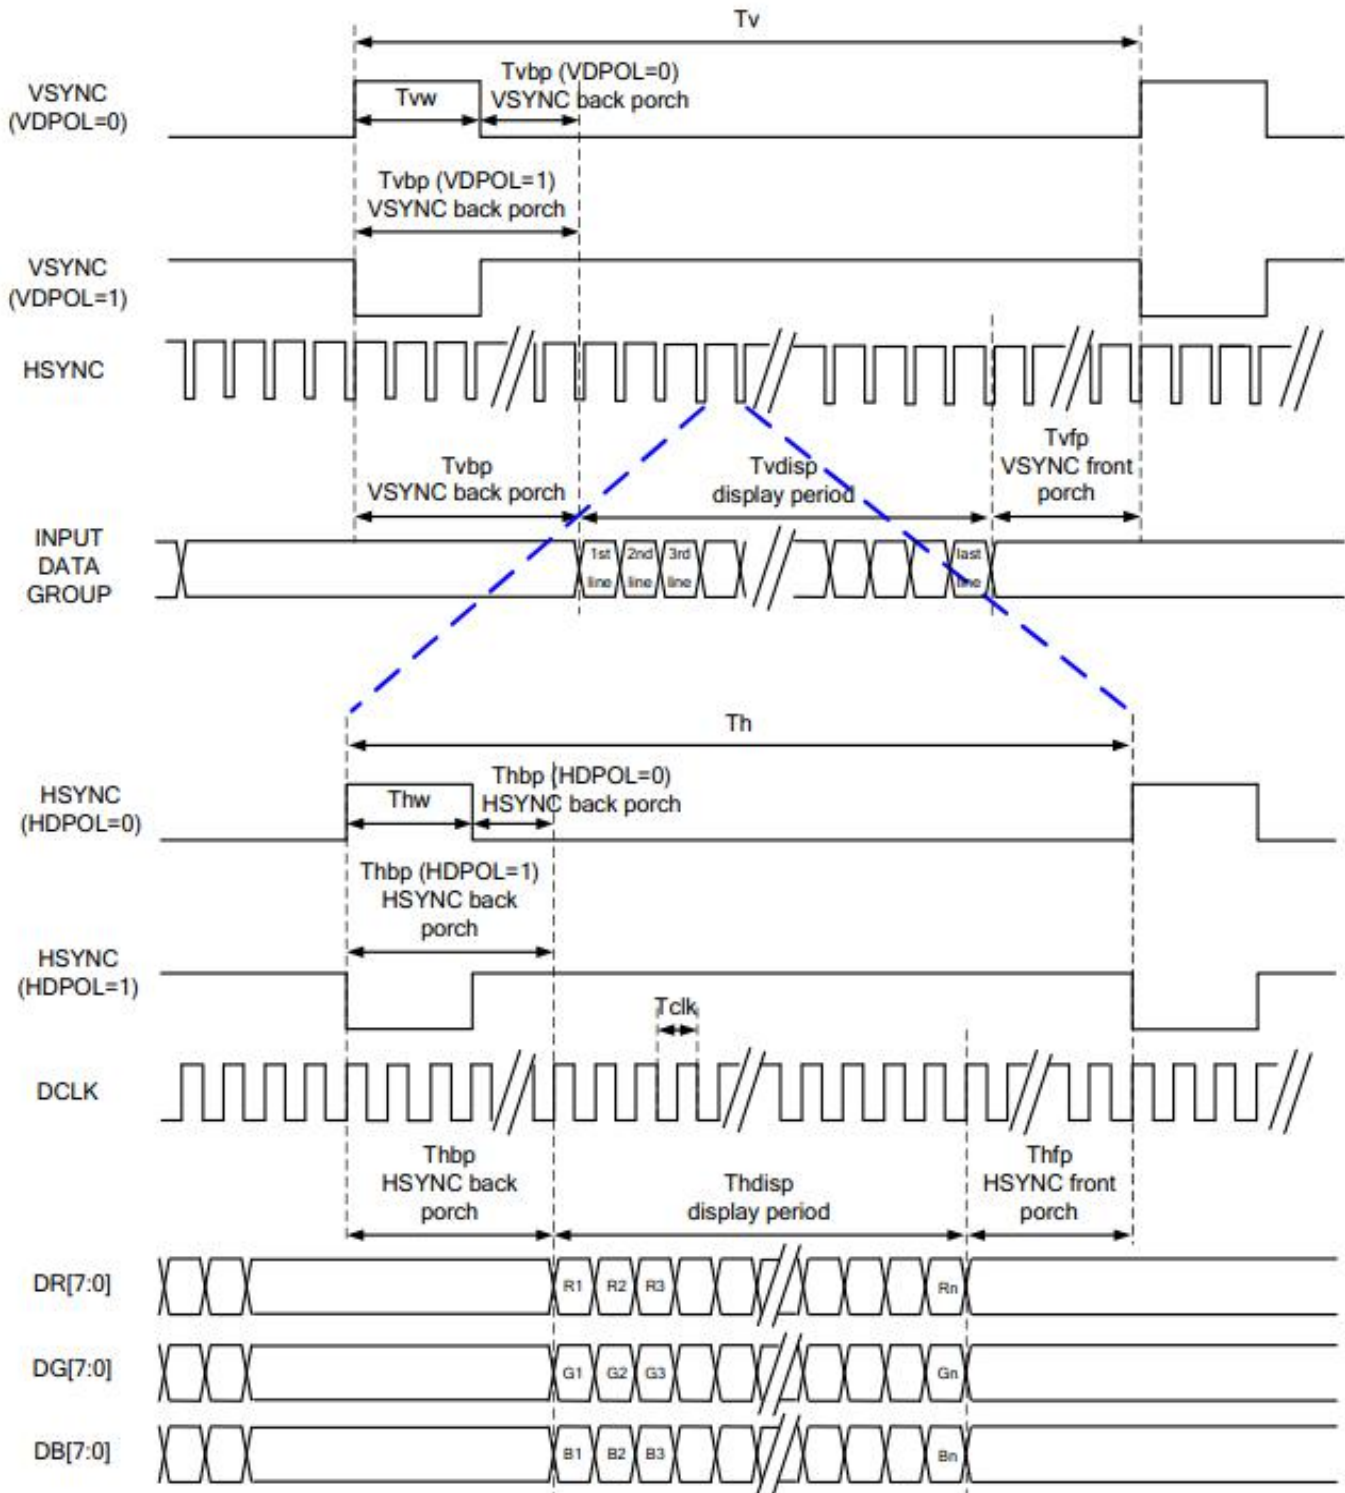 Tv
VSYNC
(VDPOL=0)
Tvw
Tvbp (VDPOL=0)
VSYNC back porch
Tvbp (VDPOL=1)
VSYNC back porch
VSYNC
(VDPOL=1)
HSYNC
Tvbp
VSYNC back porch
Tvdisp
display period
Tvfp
VSYNC front
porch
INPUT
DATA
GROUP
1st
line
2nd
line
3rd
line
last
line
Th
HSYNC
(HDPOL=0)
Thw
Thbp (HDPOL=0)
HSYNC back porch
Thbp (HDPOL=1)
HSYNC back
porch
HSYNC
(HDPOL=1)
Tclk
DCLK
Thbp
HSYNC back
porch
Thdisp
display period
Thfp
HSYNC front
porch
DR[7:0]
R1 R2 R3 Rn
DG[7:0]
G1 G2 G3 Gn
DB[7:0]
B1 B2 B3 Bn